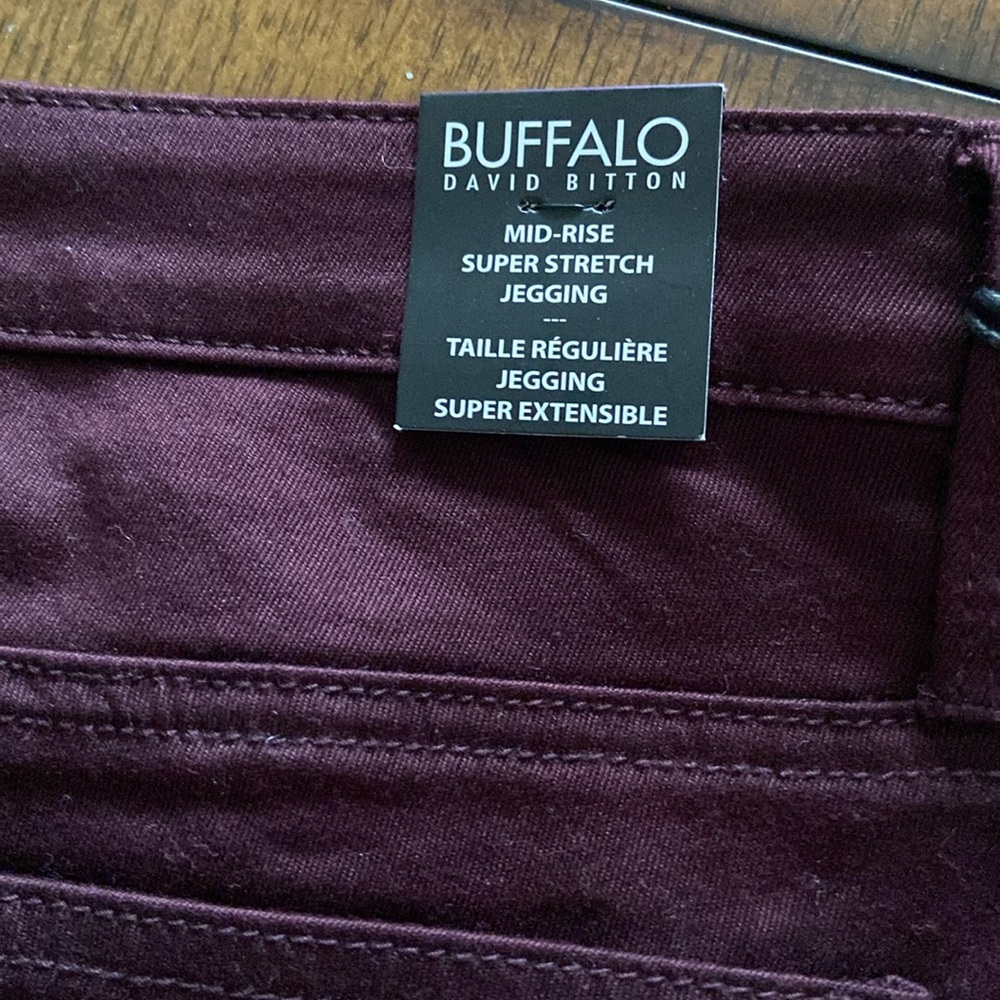 BUFFALO
DAVID BITTON
MID-RISE
SUPER STRETCH
JEGGING
---
TAILLE RÉGULIÈRE
JEGGING
SUPER EXTENSIBLE